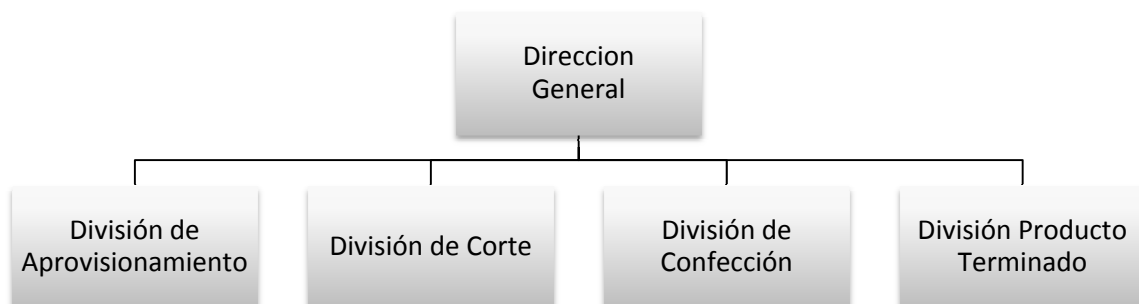 Direccion
General
División de
Aprovisionamiento
División de Corte
División de
Confección
División Producto
Terminado